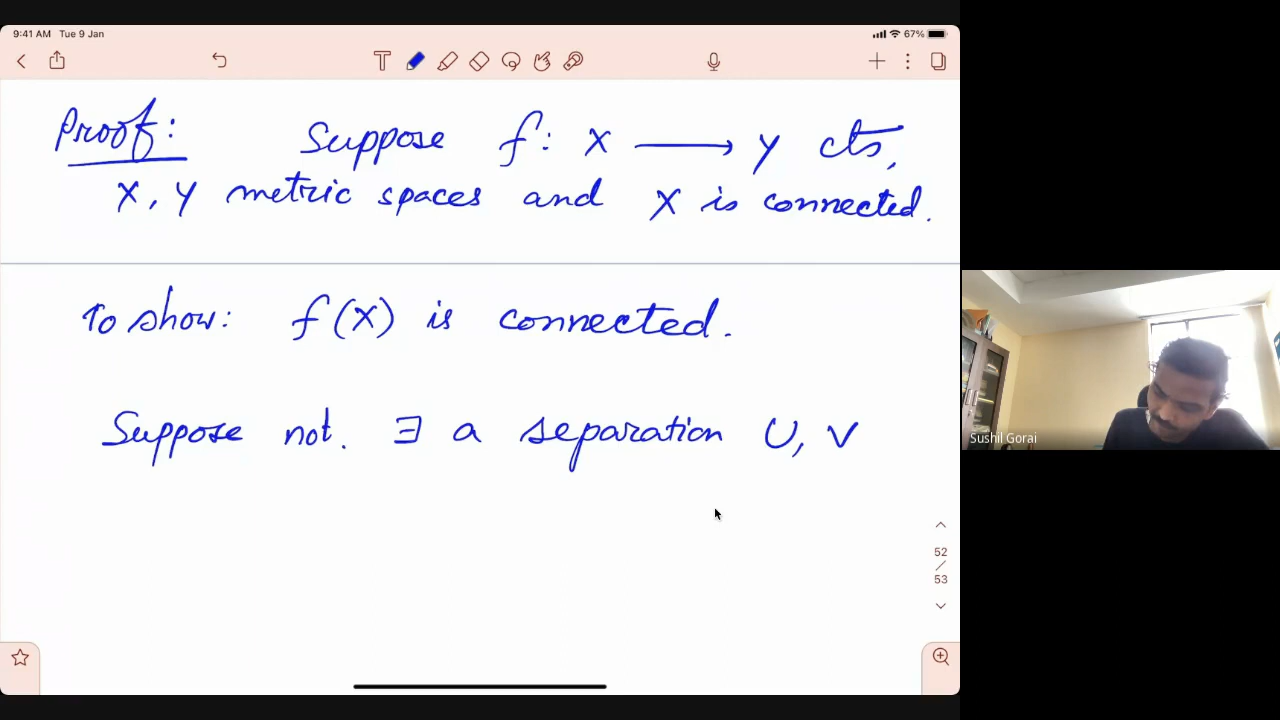 9:41 AM Tue 9 Jan
67%
Proof: Suppose f: X ⟶ Y cts,
X, Y metric spaces and X is connected.
To show: f(X) is connected.
Suppose not. ∃ a separation U, V
Sushil Gorai
52
/
53